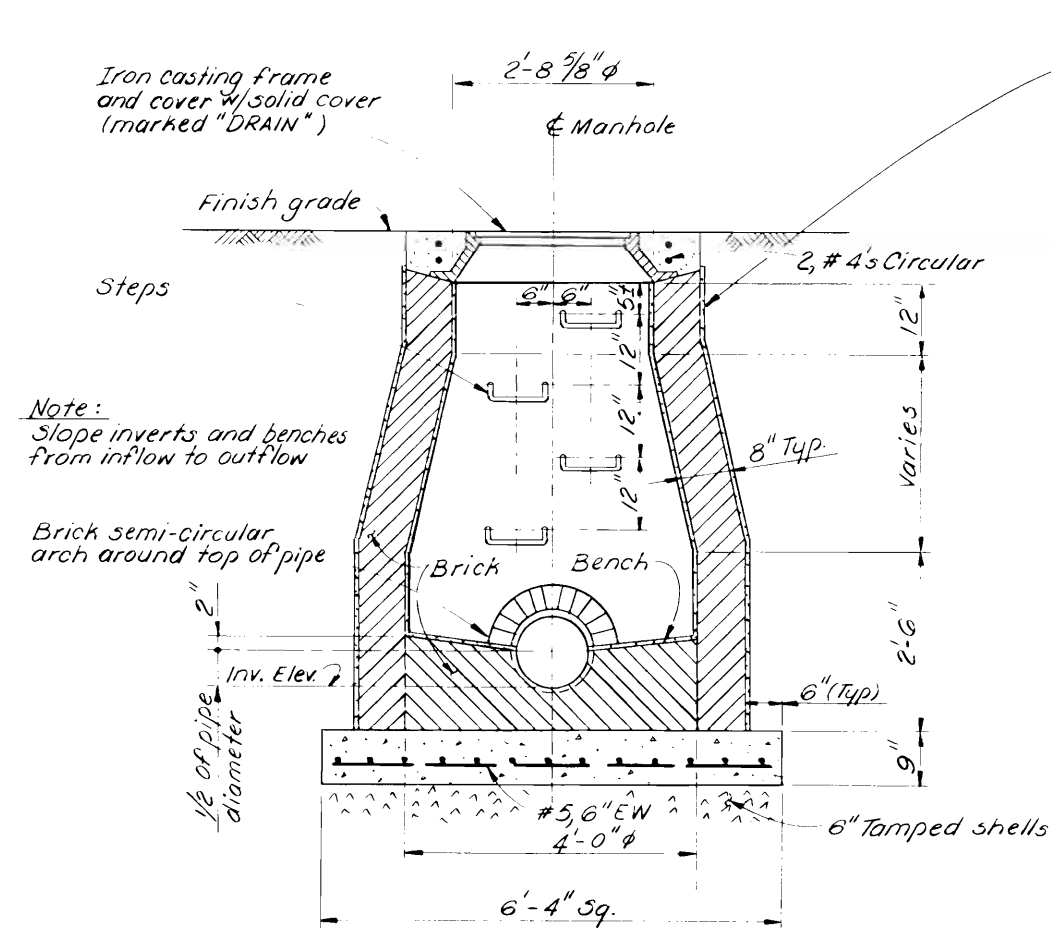 2'-8 5/8" ϕ
Iron casting frame
and cover w/solid cover
(marked "DRAIN")
℄ Manhole
Finish grade
2, #4's Circular
Steps
6" 6"
5±
12"
12"
12"
12"
Note:
Slope inverts and benches
from inflow to outflow
8" Typ.
varies
Brick semi-circular
arch around top of pipe
Brick
Bench
2"
2'-6"
Inv. Elev.
6" (Typ)
1/2 of pipe
diameter
9"
#5, 6" EW
6" Tamped shells
4'-0" ϕ
6'-4" Sq.